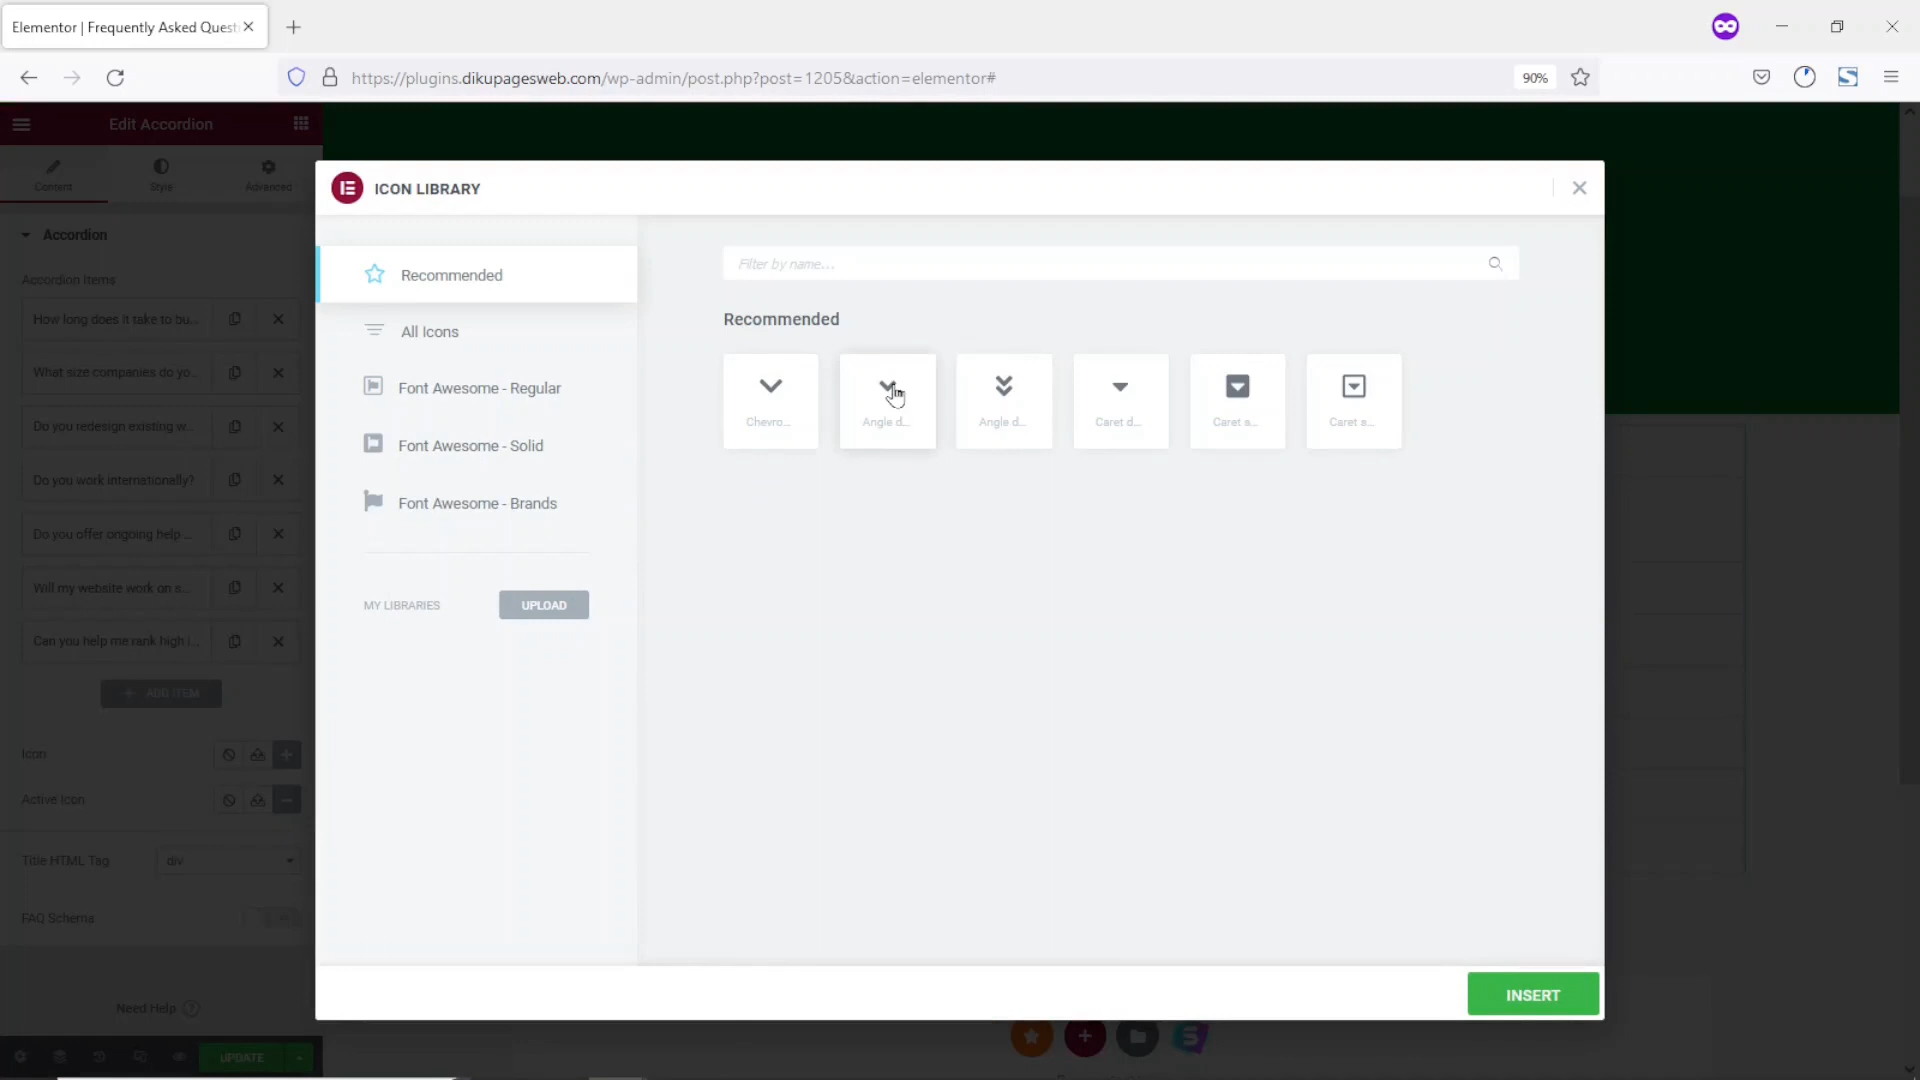 Elementor | Frequently Asked Quest
https://plugins.dikupagesweb.com/wp-admin/post.php?post=1205&action=elementor#
90%
Edit Accordion
Content
Style
Advanced
Accordion
Accordion Items
How long does it take to bu...
What size companies do yo...
Do you redesign existing w...
Do you work internationally?
Do you offer ongoing help ...
Will my website work on s...
Can you help me rank high i...
ADD ITEM
Icon
Active Icon
Title HTML Tag
div
FAQ Schema
Need Help
UPDATE
ICON LIBRARY
Recommended
All Icons
Font Awesome - Regular
Font Awesome - Solid
Font Awesome - Brands
MY LIBRARIES
UPLOAD
Filter by name...
Recommended
Chevro...
Angle d...
Angle d...
Caret d...
Caret s...
Caret s...
INSERT